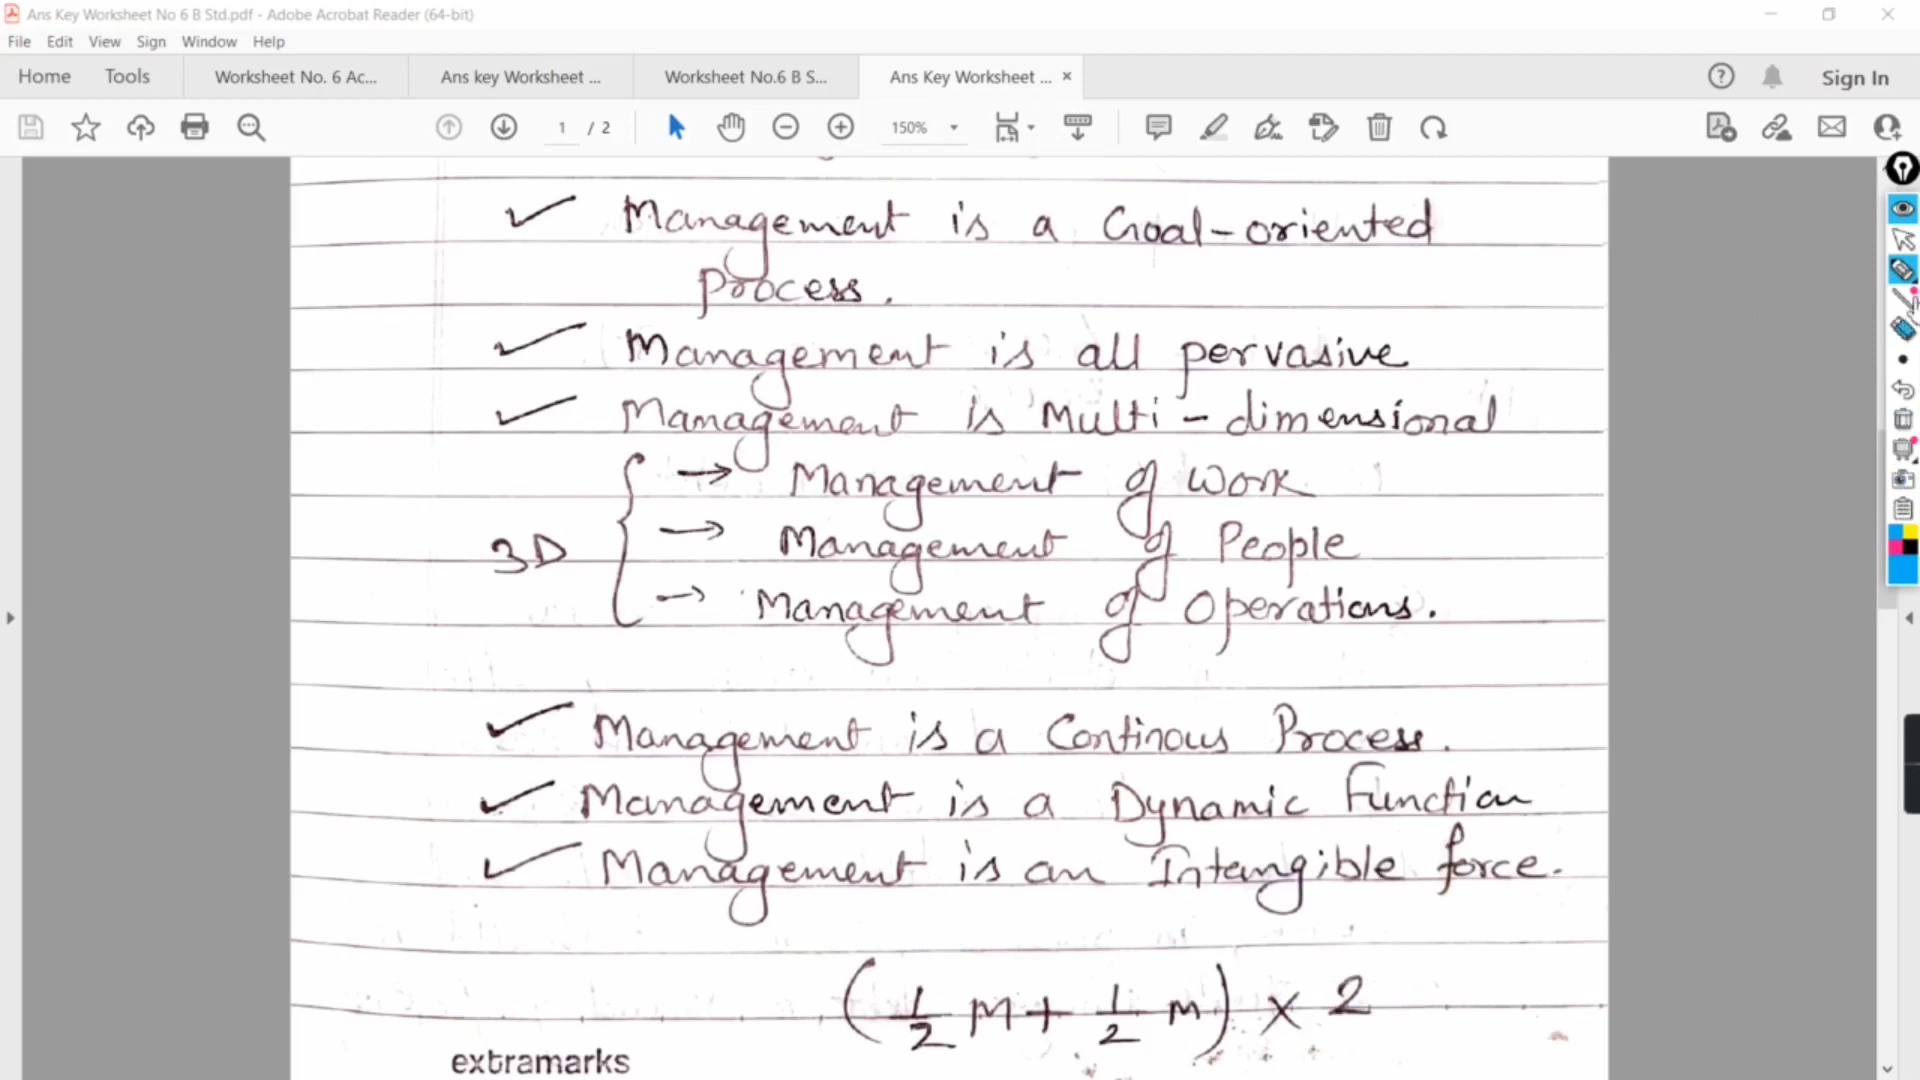 Ans Key Worksheet No 6 B Std.pdf - Adobe Acrobat Reader (64-bit)
File Edit View Sign Window Help
Home Tools Worksheet No. 6 Ac... Ans key Worksheet ... Worksheet No.6 B S... Ans Key Worksheet ... × Sign In
1 / 2 150%
✓ Management is a Goal-oriented
process.
✓ Management is all pervasive
✓ Management is Multi-dimensional
→ Management of Work
3D { → Management of People
→ Management of Operations.
✓ Management is a Continous Process.
✓ Management is a Dynamic Function
✓ Management is an Intangible force.
(1/2 M + 1/2 M) × 2
extramarks